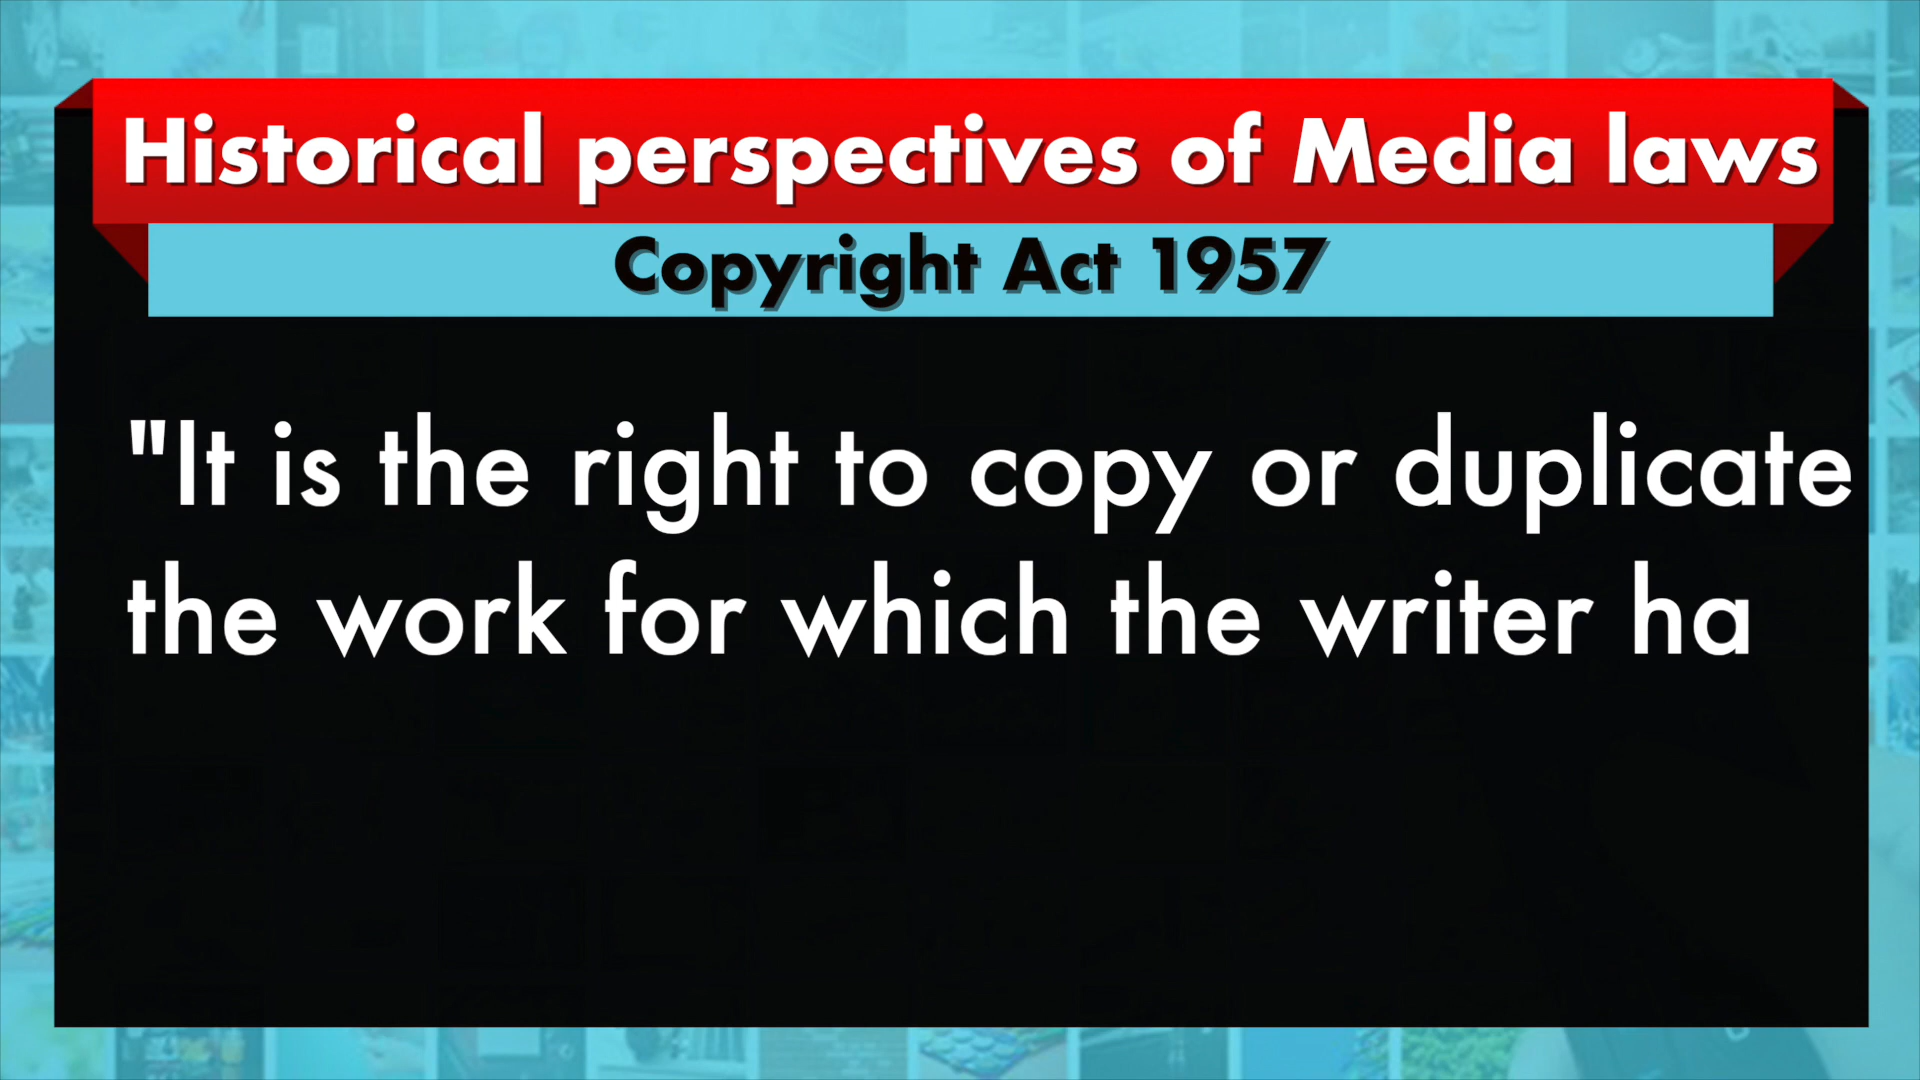 Historical perspectives of Media laws
Copyright Act 1957
"It is the right to copy or duplicate
the work for which the writer ha